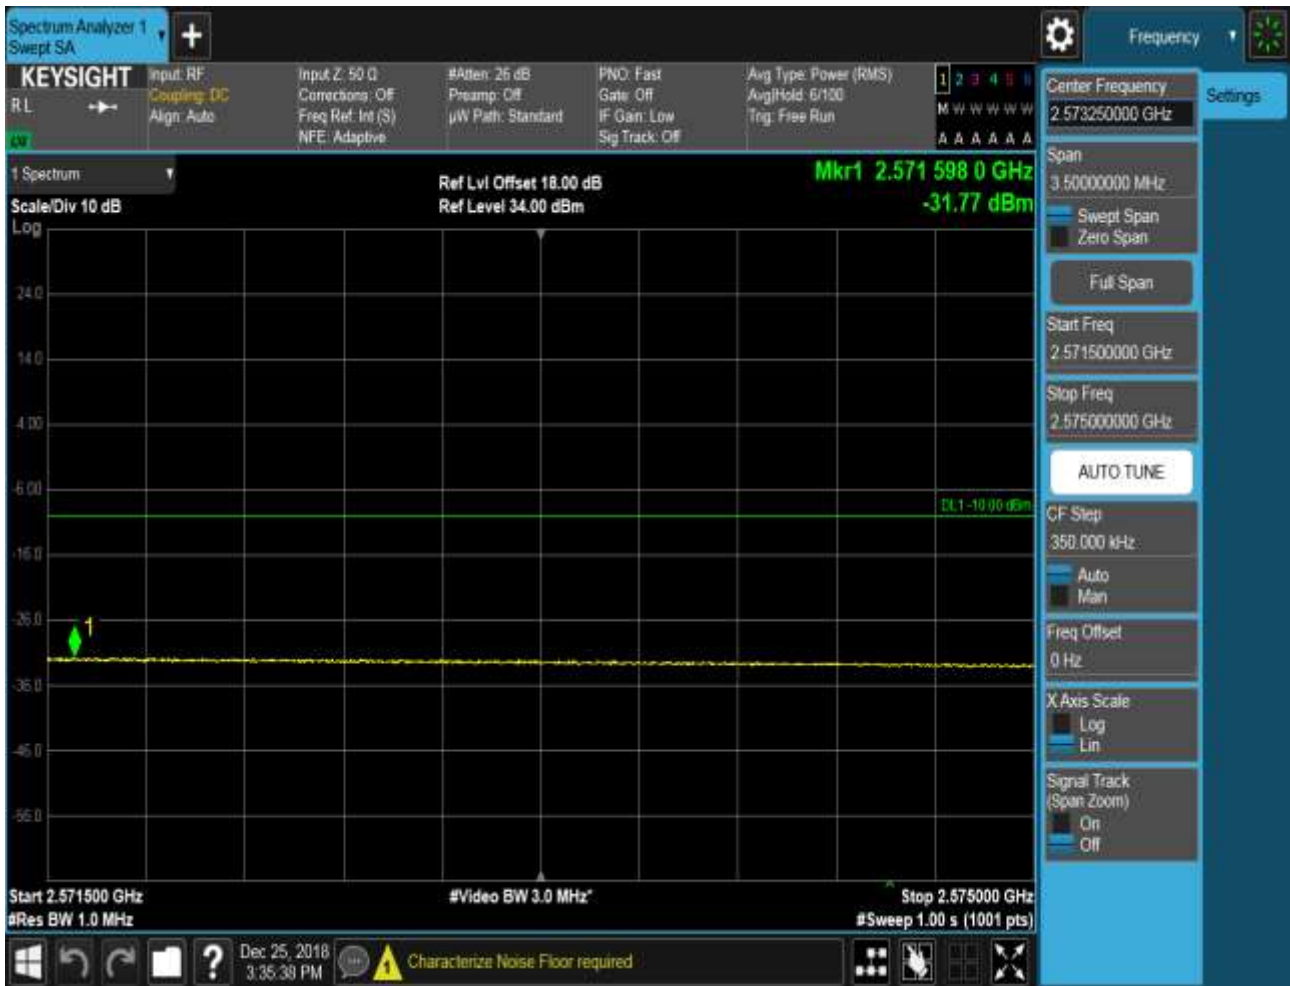 Spectrum Analyzer 1
Swept SA
Frequency
KEYSIGHT
RL
Input: RF
Coupling: DC
Align: Auto
Input Z: 50 Ω
Corrections: Off
Freq Ref: Int (S)
NFE: Adaptive
#Atten: 26 dB
Preamp: Off
µW Path: Standard
PNO: Fast
Gate: Off
IF Gain: Low
Sig Track: Off
Avg Type: Power (RMS)
Avg|Hold: 6/100
Trig: Free Run
1 2 3 4 5 6
M W W W W W
A A A A A A
1 Spectrum
Scale/Div 10 dB
Log
Ref Lvl Offset 18.00 dB
Ref Level 34.00 dBm
Mkr1 2.571 598 0 GHz
-31.77 dBm
24.0
14.0
4.00
-6.00
DL1 -10.00 dBm
-16.0
-26.0
1
-36.0
-46.0
-56.0
Start 2.571500 GHz
#Video BW 3.0 MHz*
Stop 2.575000 GHz
#Res BW 1.0 MHz
#Sweep 1.00 s (1001 pts)
Center Frequency
2.573250000 GHz
Settings
Span
3.50000000 MHz
Swept Span
Zero Span
Full Span
Start Freq
2.571500000 GHz
Stop Freq
2.575000000 GHz
AUTO TUNE
CF Step
350.000 kHz
Auto
Man
Freq Offset
0 Hz
X Axis Scale
Log
Lin
Signal Track
(Span Zoom)
On
Off
?
Dec 25, 2018
3:35:38 PM
1
Characterize Noise Floor required